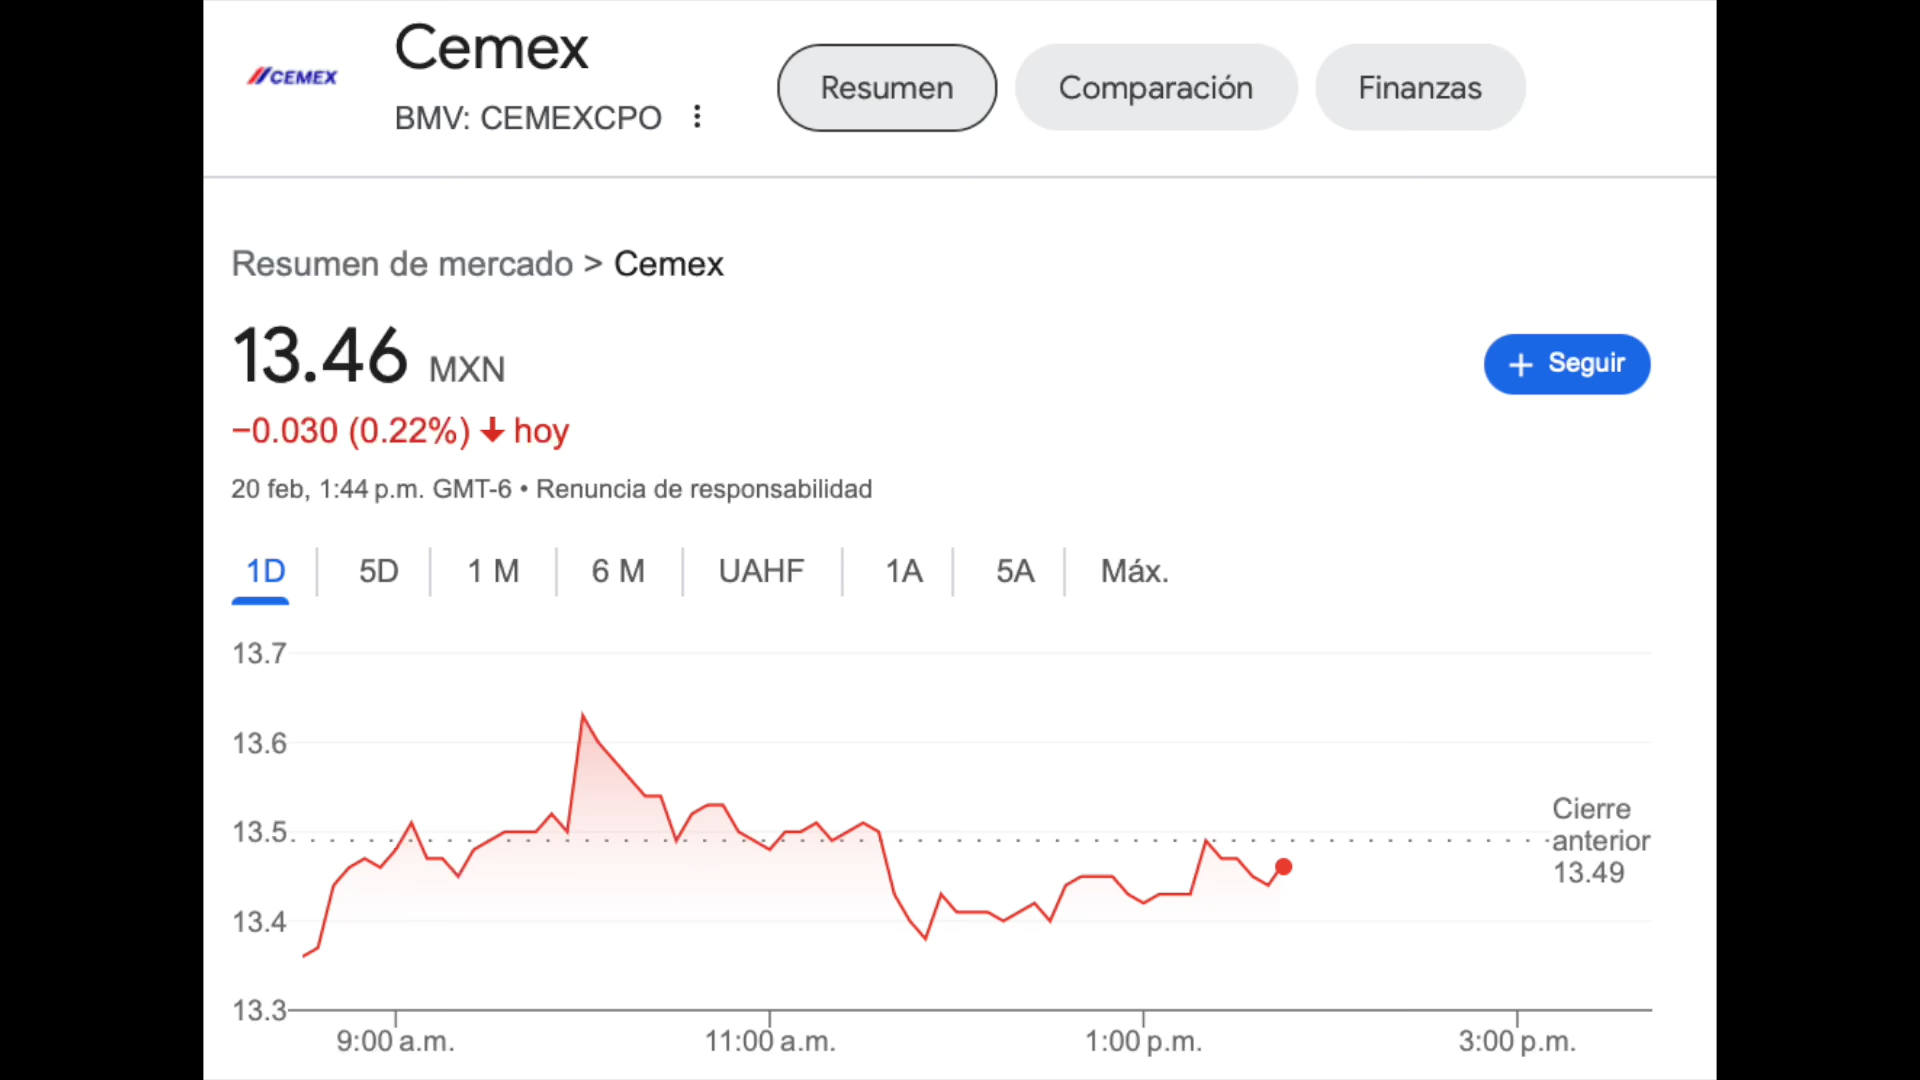 CEMEX
Cemex
BMV: CEMEXCPO
Resumen
Comparación
Finanzas
Resumen de mercado > Cemex
13.46 MXN
+ Seguir
−0.030 (0.22%) ↓ hoy
20 feb, 1:44 p.m. GMT-6 • Renuncia de responsabilidad
1D
5D
1 M
6 M
UAHF
1A
5A
Máx.
13.7
13.6
13.5
13.4
13.3
Cierre
anterior
13.49
9:00 a.m.
11:00 a.m.
1:00 p.m.
3:00 p.m.